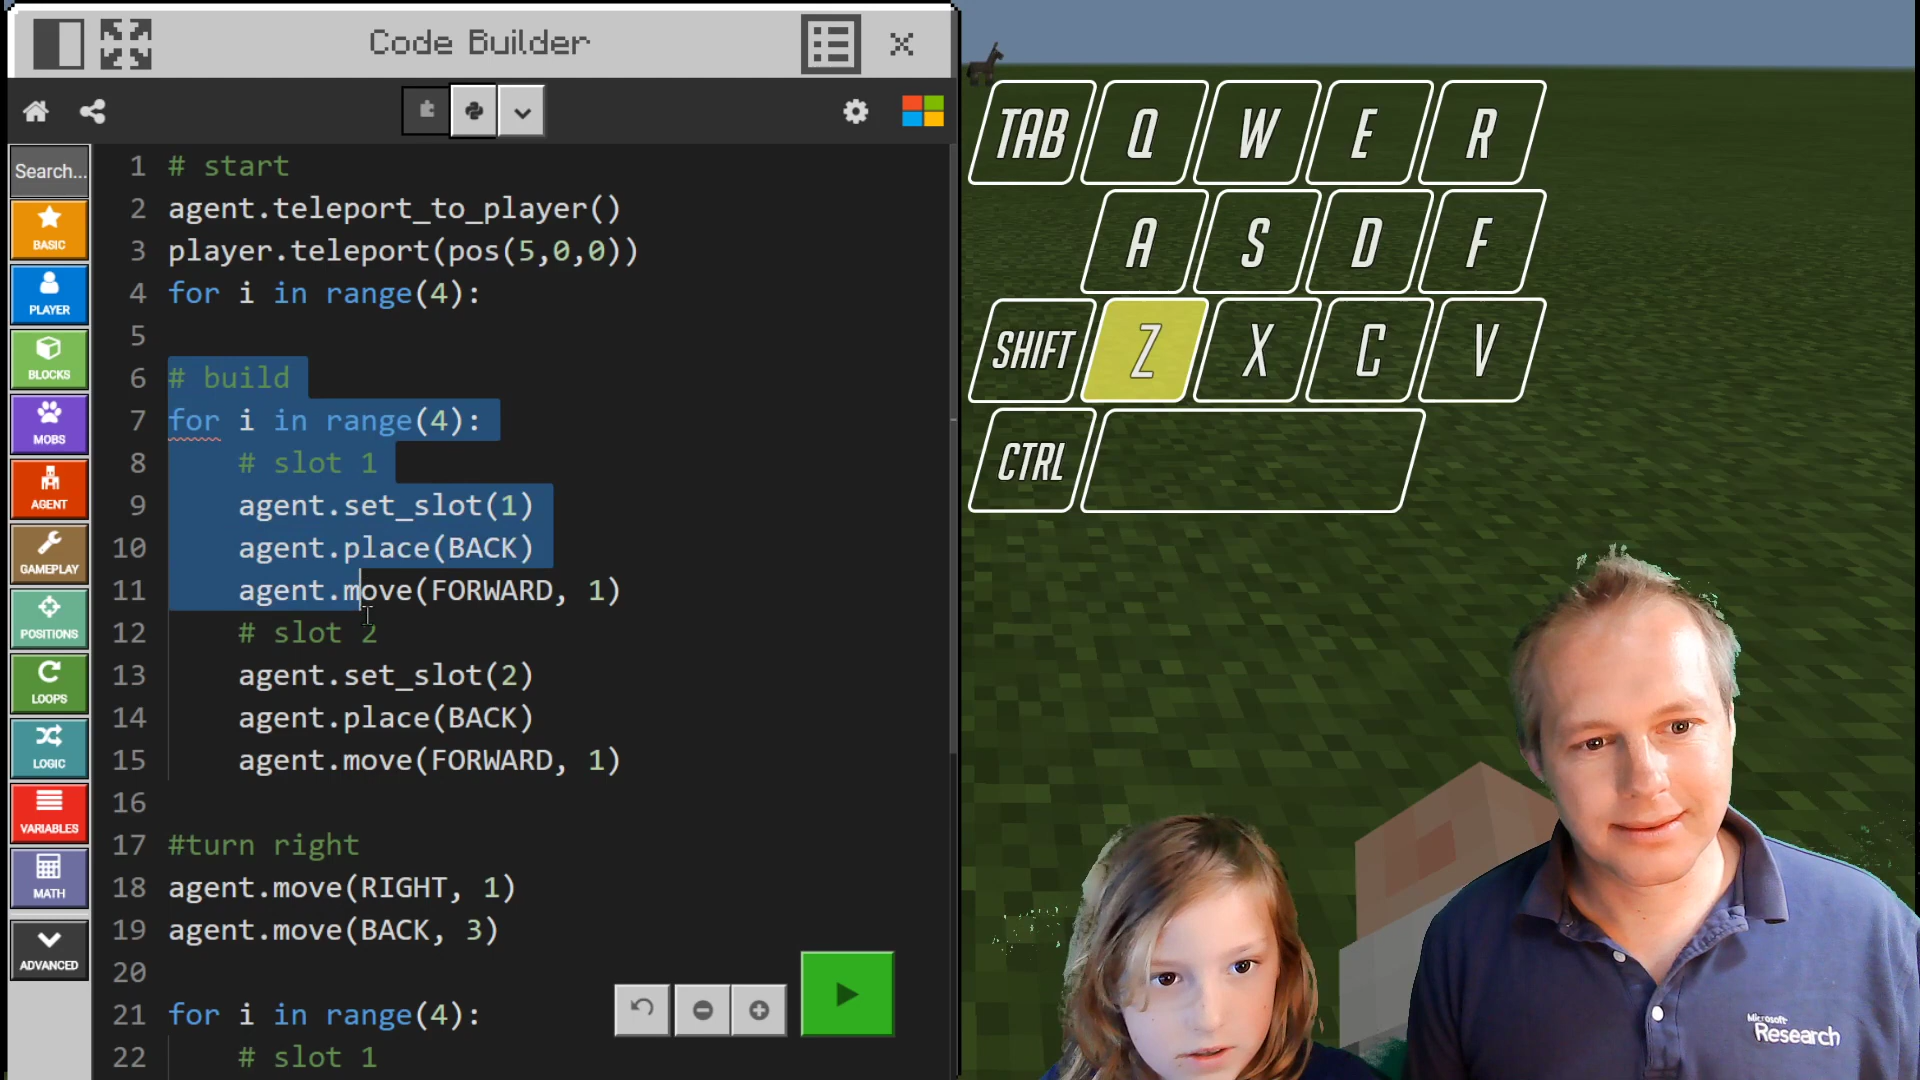 Code Builder
Search...
BASIC
PLAYER
BLOCKS
MOBS
AGENT
GAMEPLAY
POSITIONS
LOOPS
LOGIC
VARIABLES
MATH
ADVANCED
1 # start
2 agent.teleport_to_player()
3 player.teleport(pos(5,0,0))
4 for i in range(4):
5
6 # build
7 for i in range(4):
8 # slot 1
9 agent.set_slot(1)
10 agent.place(BACK)
11 agent.move(FORWARD, 1)
12 # slot 2
13 agent.set_slot(2)
14 agent.place(BACK)
15 agent.move(FORWARD, 1)
16
17 #turn right
18 agent.move(RIGHT, 1)
19 agent.move(BACK, 3)
20
21 for i in range(4):
22 # slot 1
TAB Q W E R
A S D F
SHIFT Z X C V
CTRL
Microsoft
Research